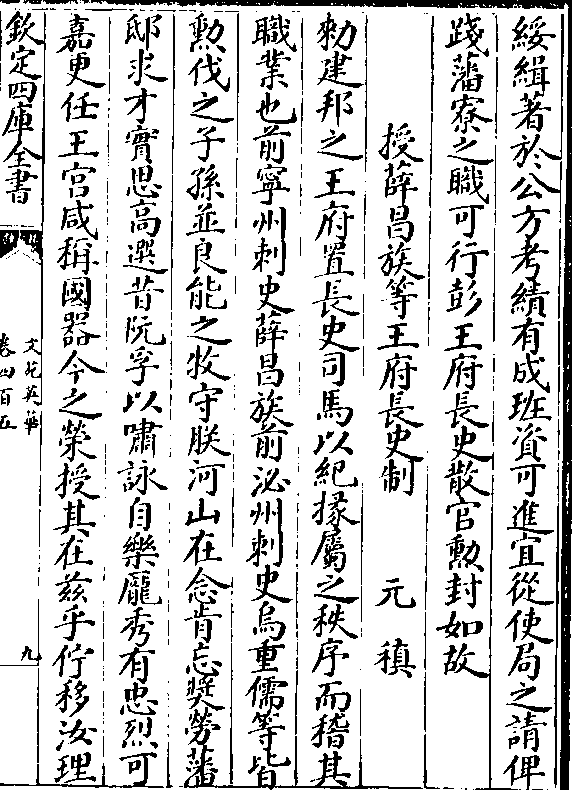 綏緝著於公方考績有成班資可進宜從使局之請俾
踐藩寮之職可行彭王府長史散官勲封如故
授薛昌族等王府長史制 元稹
勑建邦之王府置長史司馬以紀掾屬之秩序而稽其
職業也前寧州刺史薛昌族前泌州刺史烏重儒等皆
勲伐之子孫並良能之牧守朕河山在念肯忘奬勞藩
邸求才實思高選昔阮孚以嘯詠自樂龐秀有忠烈可
嘉更任王宫咸稱國器今之榮授其在兹乎佇移汝理
欽定四庫全書
文苑英華
卷四百五
九